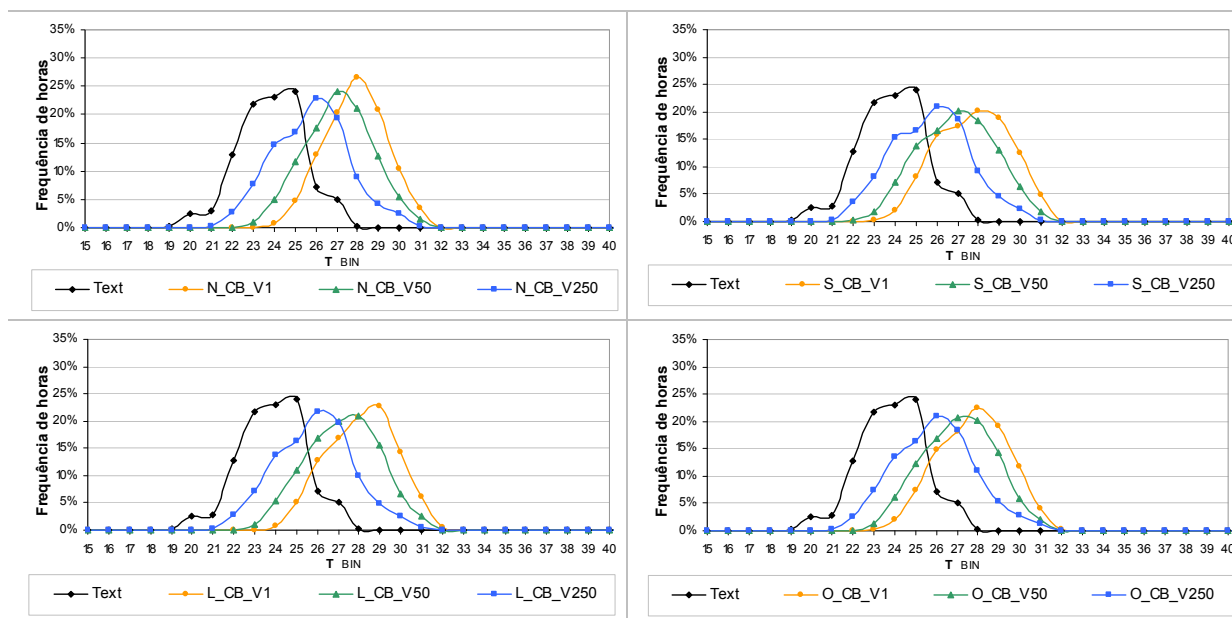 35%
30%
25%
20%
15%
10%
5%
0%
Frequência de horas
15 16 17 18 19 20 21 22 23 24 25 26 27 28 29 30 31 32 33 34 35 36 37 38 39 40
T BIN
Text N_CB_V1 N_CB_V50 N_CB_V250
35%
30%
25%
20%
15%
10%
5%
0%
Frequência de horas
15 16 17 18 19 20 21 22 23 24 25 26 27 28 29 30 31 32 33 34 35 36 37 38 39 40
T BIN
Text S_CB_V1 S_CB_V50 S_CB_V250
35%
30%
25%
20%
15%
10%
5%
0%
Frequência de horas
15 16 17 18 19 20 21 22 23 24 25 26 27 28 29 30 31 32 33 34 35 36 37 38 39 40
T BIN
Text L_CB_V1 L_CB_V50 L_CB_V250
35%
30%
25%
20%
15%
10%
5%
0%
Frequência de horas
15 16 17 18 19 20 21 22 23 24 25 26 27 28 29 30 31 32 33 34 35 36 37 38 39 40
T BIN
Text O_CB_V1 O_CB_V50 O_CB_V250